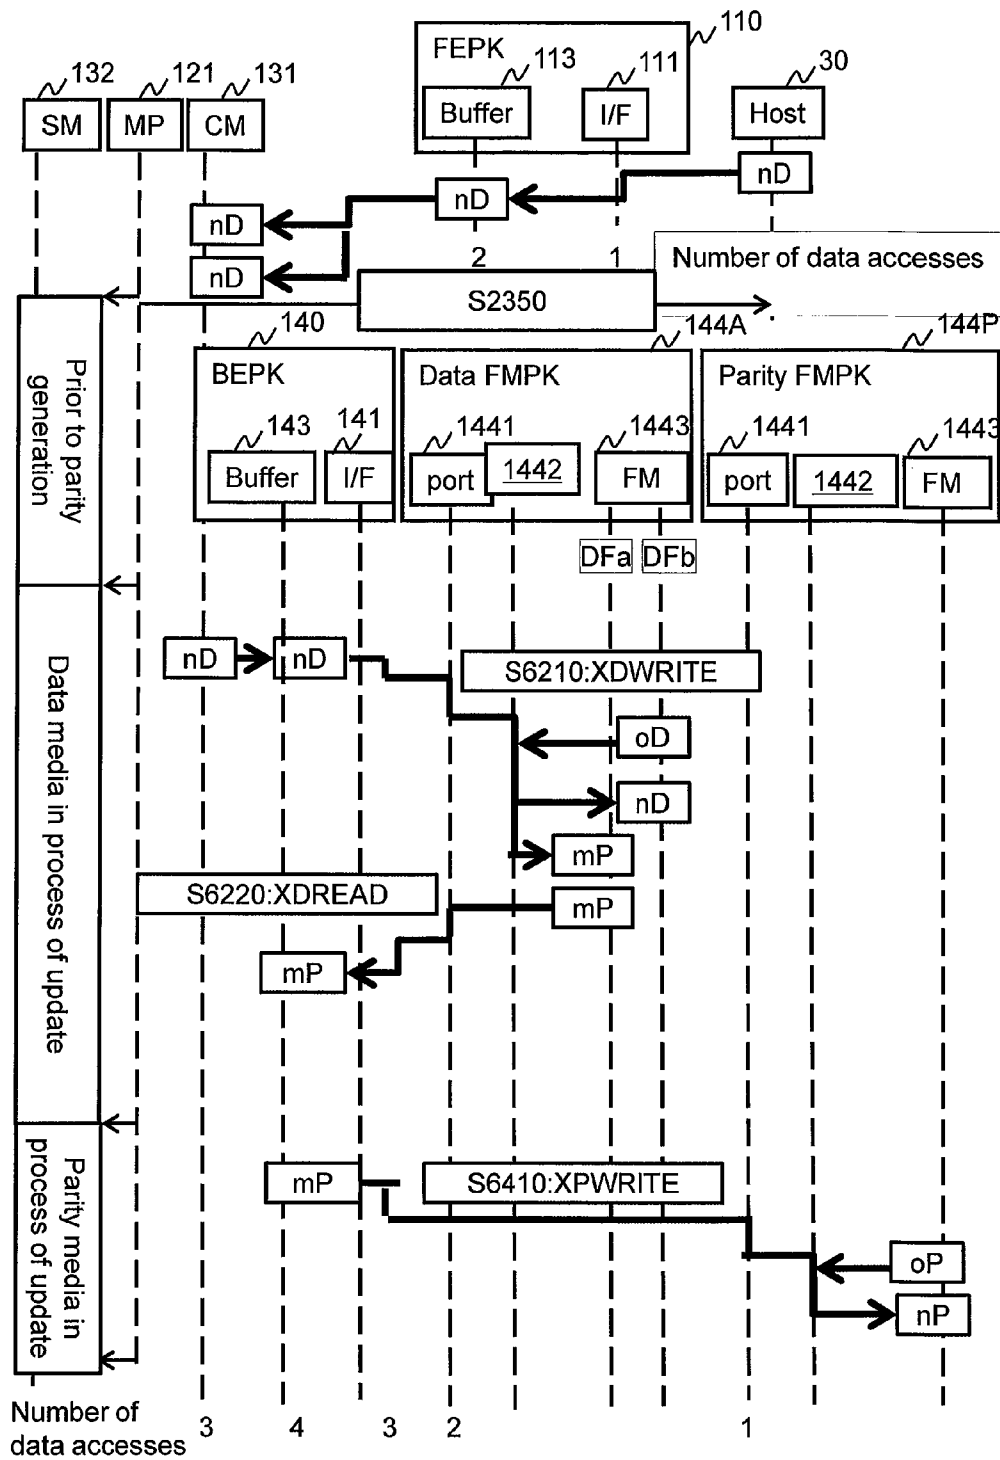 110
FEPK
132
121
131
113
111
30
SM
MP
CM
Buffer
I/F
Host
nD
nD
nD
nD
2
1
Number of data accesses
S2350
140
144A
144P
BEPK
Data FMPK
Parity FMPK
143
141
1441
1443
1441
1443
Buffer
I/F
port
1442
FM
port
1442
FM
Prior to parity
generation
DFa
DFb
nD
nD
S6210:XDWRITE
oD
nD
mP
Data media in process of update
S6220:XDREAD
mP
mP
Parity media in
process of update
mP
S6410:XPWRITE
oP
nP
Number of
data accesses
3
4
3
2
1